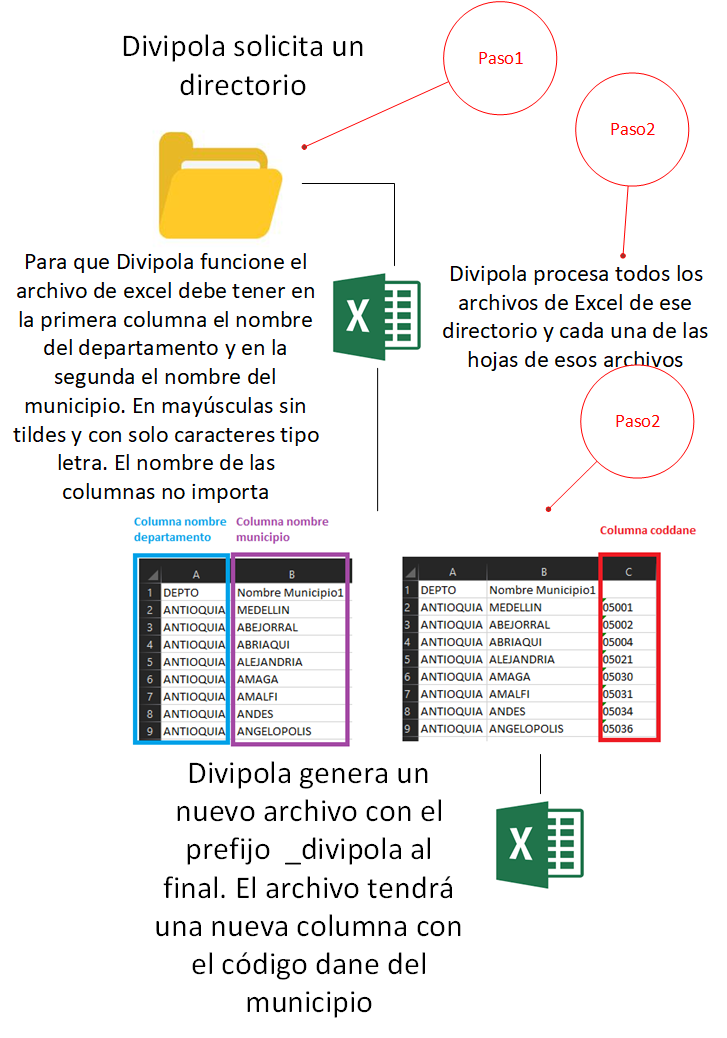 Divipola solicita un
directorio
Paso1
Paso2
Para que Divipola funcione el
archivo de excel debe tener en
la primera columna el nombre
del departamento y en la
segunda el nombre del
municipio. En mayúsculas sin
tildes y con solo caracteres tipo
letra. El nombre de las
columnas no importa
X
Divipola procesa todos los
archivos de Excel de ese
directorio y cada una de las
hojas de esos archivos
Paso2
Columna nombre
departamento
Columna nombre
municipio
A B
1 DEPTO Nombre Municipio1
2 ANTIOQUIA MEDELLIN
3 ANTIOQUIA ABEJORRAL
4 ANTIOQUIA ABRIAQUI
5 ANTIOQUIA ALEJANDRIA
6 ANTIOQUIA AMAGA
7 ANTIOQUIA AMALFI
8 ANTIOQUIA ANDES
9 ANTIOQUIA ANGELOPOLIS
Columna coddane
A B C
1 DEPTO Nombre Municipio1
2 ANTIOQUIA MEDELLIN 05001
3 ANTIOQUIA ABEJORRAL 05002
4 ANTIOQUIA ABRIAQUI 05004
5 ANTIOQUIA ALEJANDRIA 05021
6 ANTIOQUIA AMAGA 05030
7 ANTIOQUIA AMALFI 05031
8 ANTIOQUIA ANDES 05034
9 ANTIOQUIA ANGELOPOLIS 05036
Divipola genera un
nuevo archivo con el
prefijo _divipola al
final. El archivo tendrá
una nueva columna con
el código dane del
municipio
X